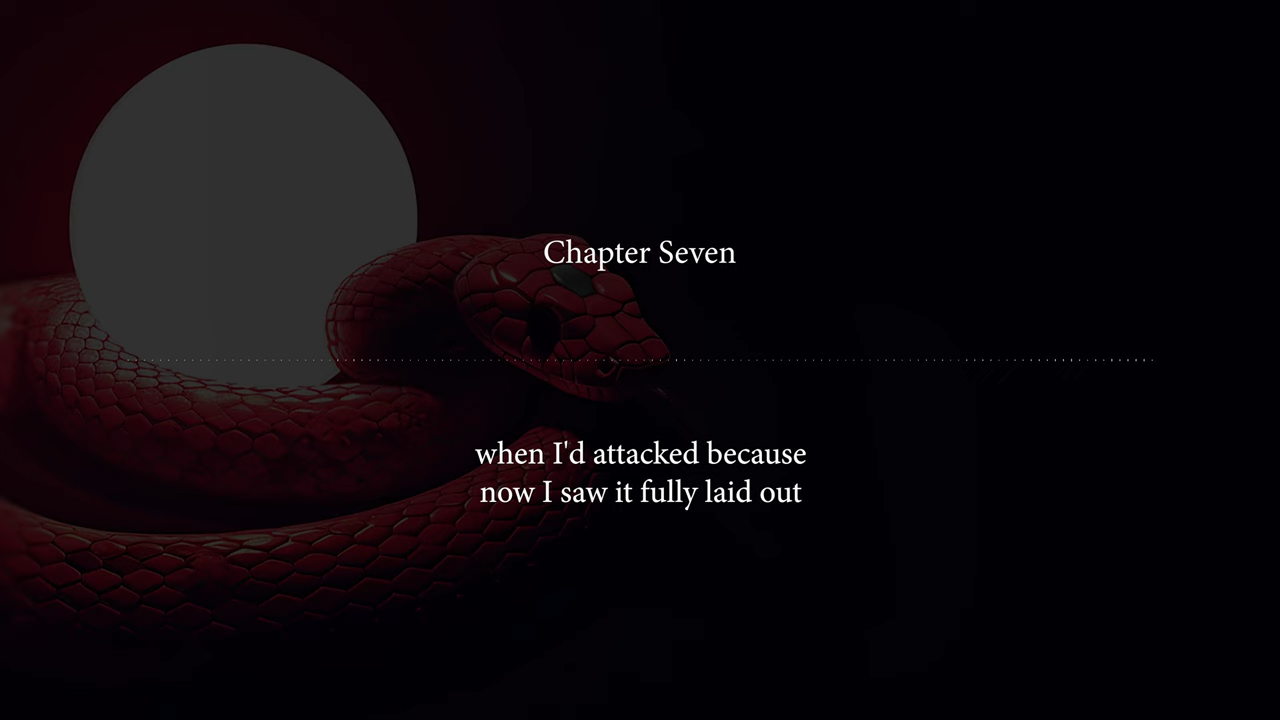 Chapter Seven
when I'd attacked because
now I saw it fully laid out